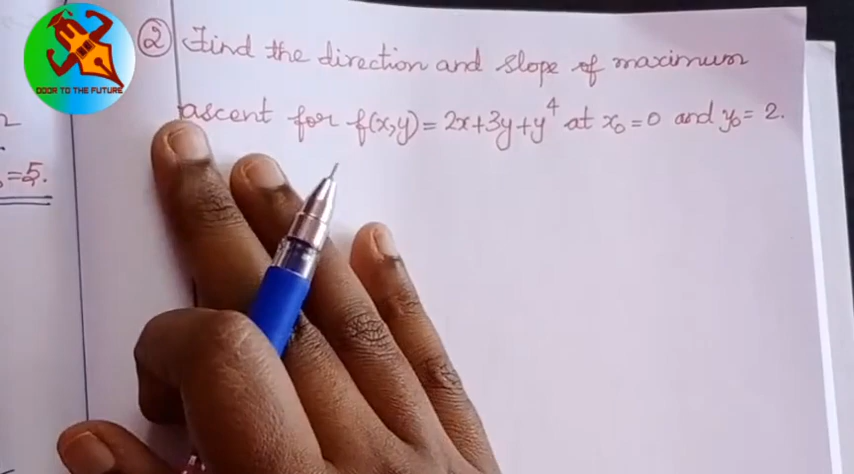 ② Find the direction and slope of maximum
ascent for f(x,y) = 2x+3y+y⁴ at x₀ = 0 and y₀ = 2.
=5.
DOOR TO THE FUTURE